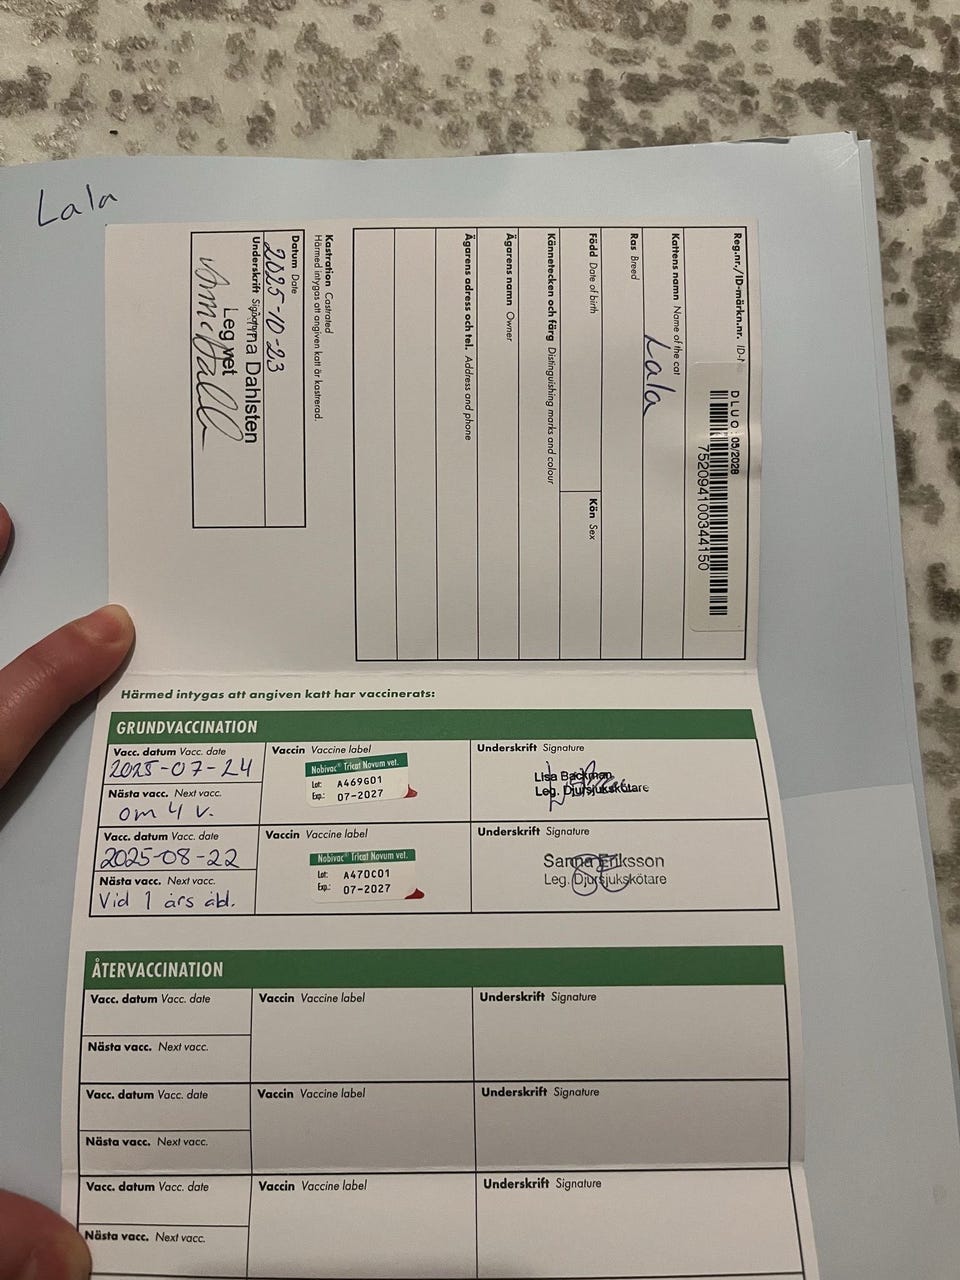 Lala
Reg.nr./ID-märkn.nr.
DLUO: 06/2028
752094100344150
Kattens namn Name of the cat
Lala
Ras Breed
Född Date of birth
Kön Sex
Kännetecken och färg Distinguishing marks and colour
Ägarens namn Owner
Ägarens adress och tel. Address and phone
Kastration Castrated
Härmed intygas att angiven katt är kastrerad.
Datum Date
2025-10-23
Underskrift
Dahlsten
Leg vet
Härmed intygas att angiven katt har vaccinerats:
GRUNDVACCINATION
Vacc. datum Vacc. date
2025-07-24
Nästa vacc. Next vacc.
om 4 v.
Vaccin Vaccine label
Nobivac® Tricat Novum vet.
Lot: A469G01
Exp.: 07-2027
Underskrift Signature
Lisa Backman
Leg. Djursjukskötare
Vacc. datum Vacc. date
2025-08-22
Nästa vacc. Next vacc.
Vid 1 års åld.
Vaccin Vaccine label
Nobivac® Tricat Novum vet.
Lot: A470C01
Exp.: 07-2027
Underskrift Signature
Sanna Eriksson
Leg. Djursjukskötare
ÅTERVACCINATION
Vacc. datum Vacc. date
Nästa vacc. Next vacc.
Vaccin Vaccine label
Underskrift Signature
Vacc. datum Vacc. date
Nästa vacc. Next vacc.
Vaccin Vaccine label
Underskrift Signature
Vacc. datum Vacc. date
Nästa vacc. Next vacc.
Vaccin Vaccine label
Underskrift Signature